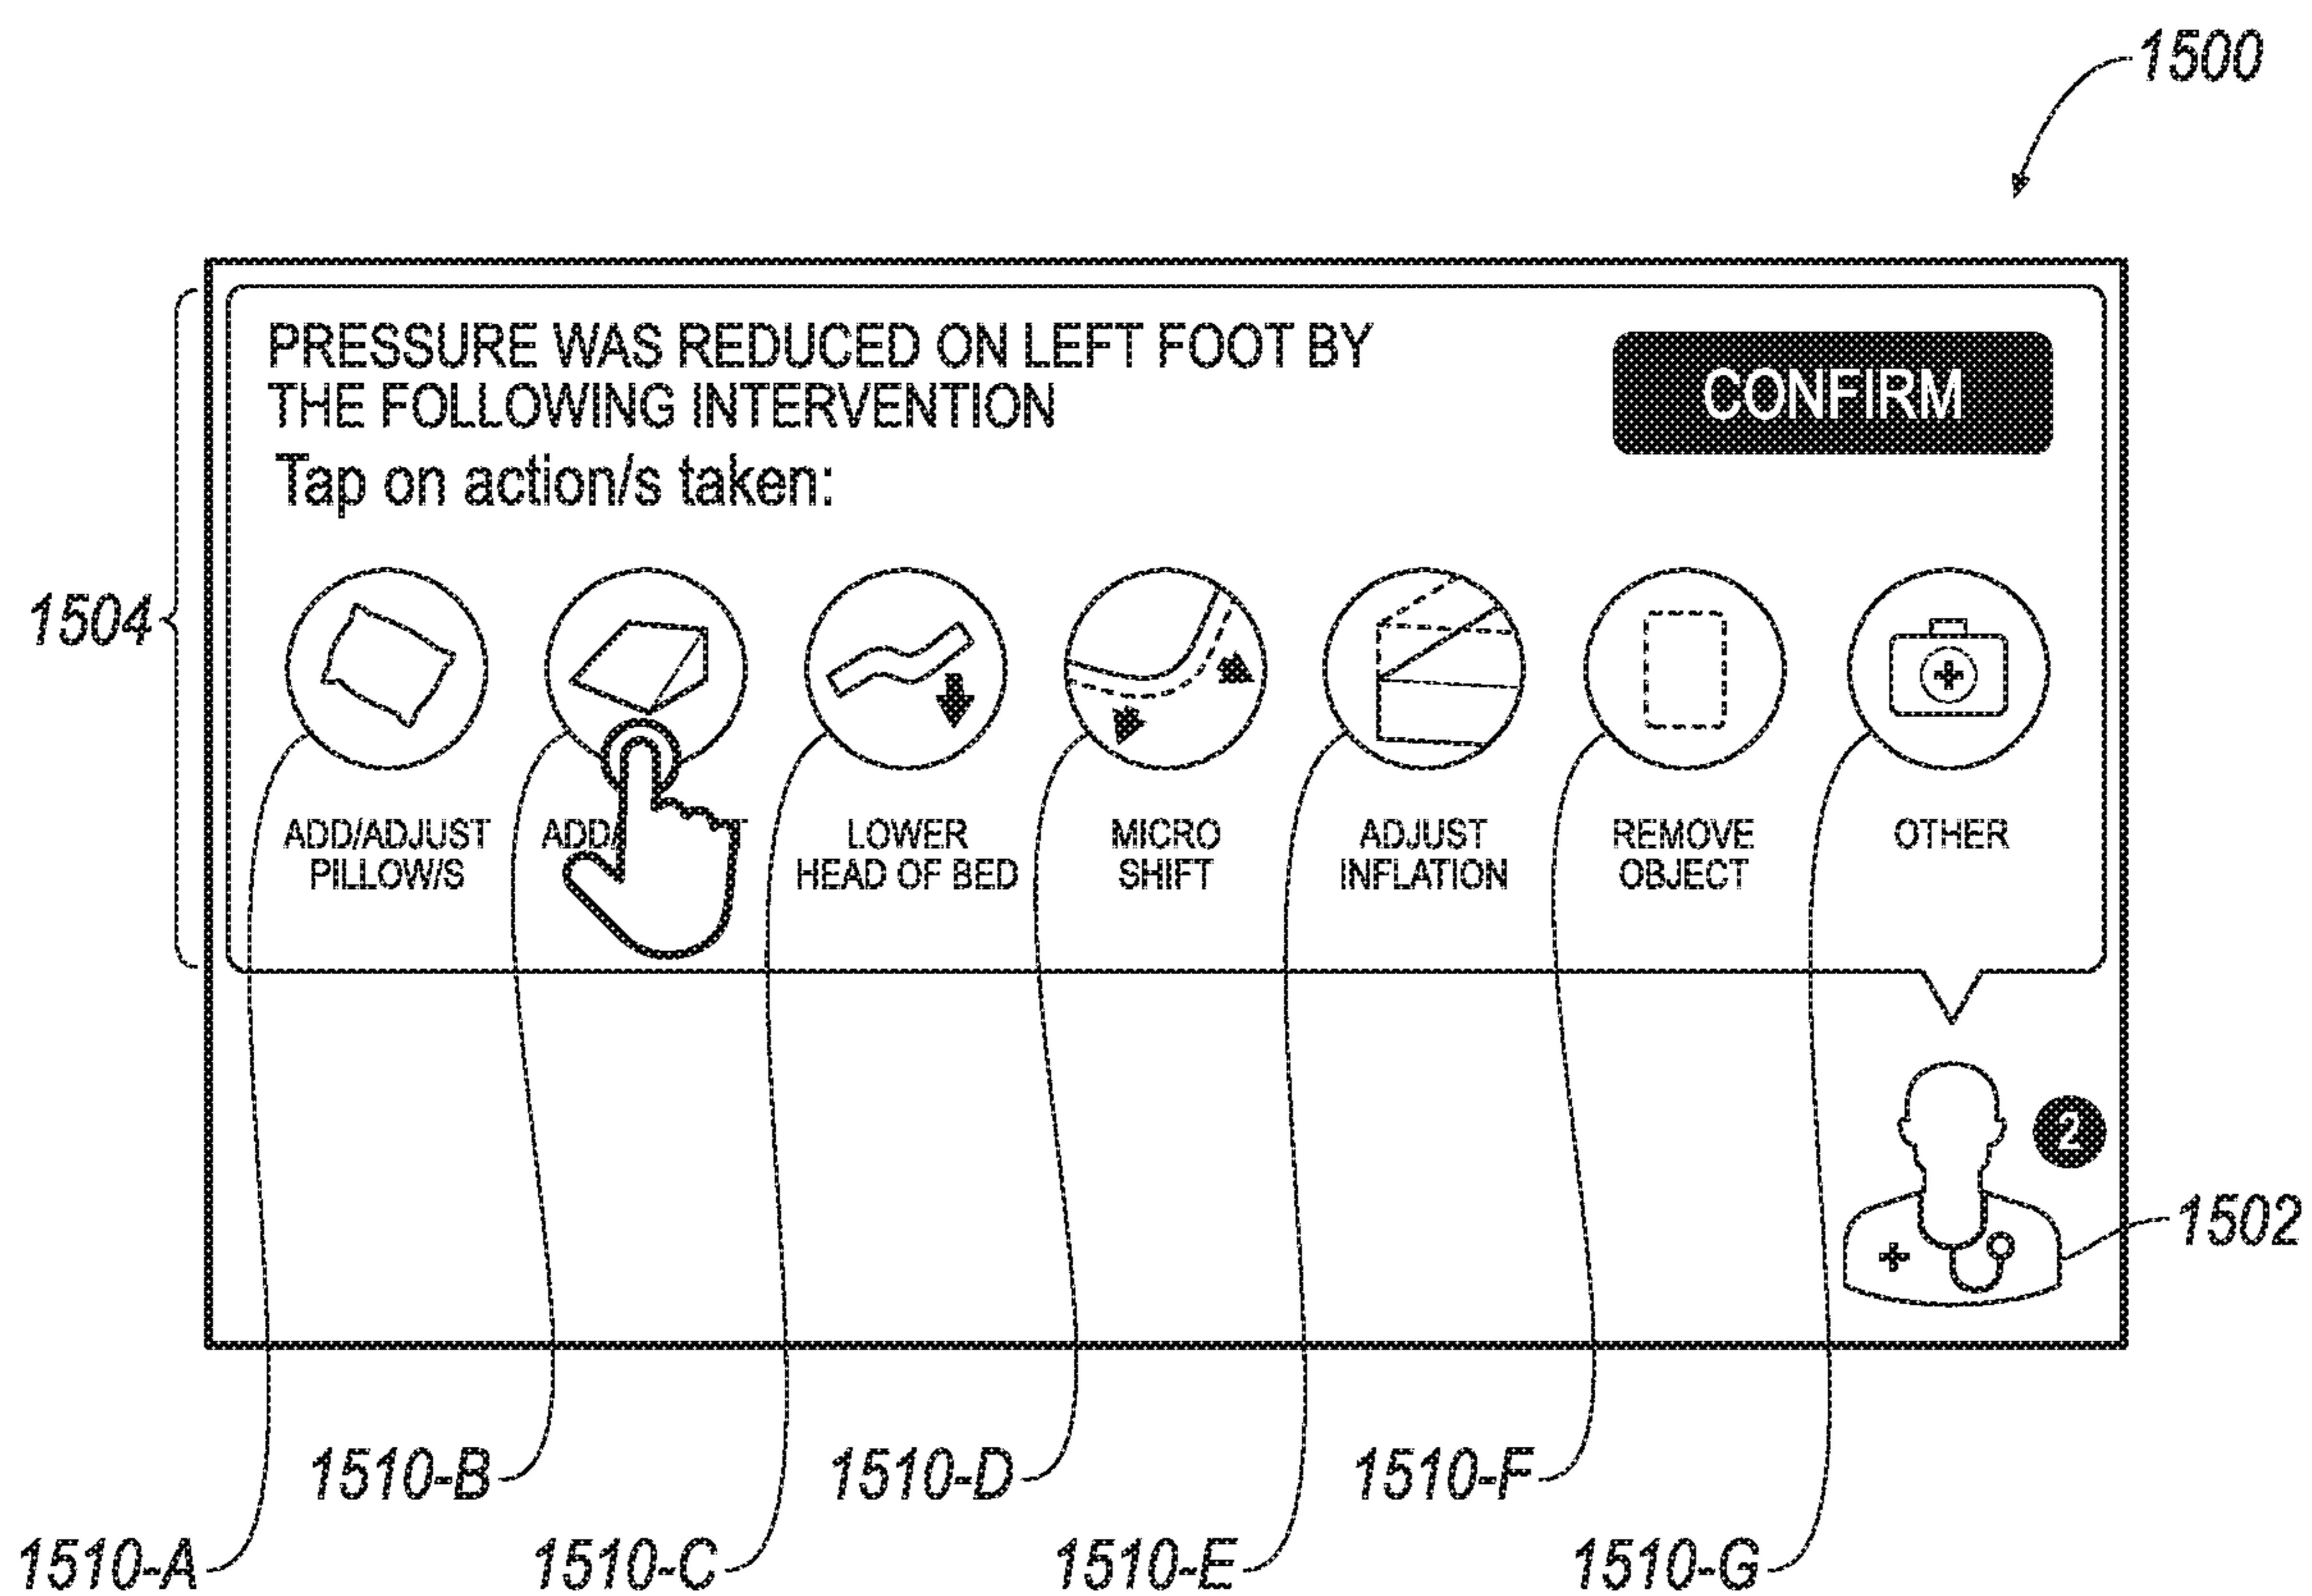 1500
PRESSURE WAS REDUCED ON LEFT FOOT BY
THE FOLLOWING INTERVENTION
CONFIRM
Tap on action/s taken:
1504
ADD/ADJUST
PILLOW/S
LOWER
HEAD OF BED
MICRO
SHIFT
ADJUST
INFLATION
REMOVE
OBJECT
OTHER
2
1502
1510-B
1510-D
1510-F
1510-A
1510-C
1510-E
1510-G